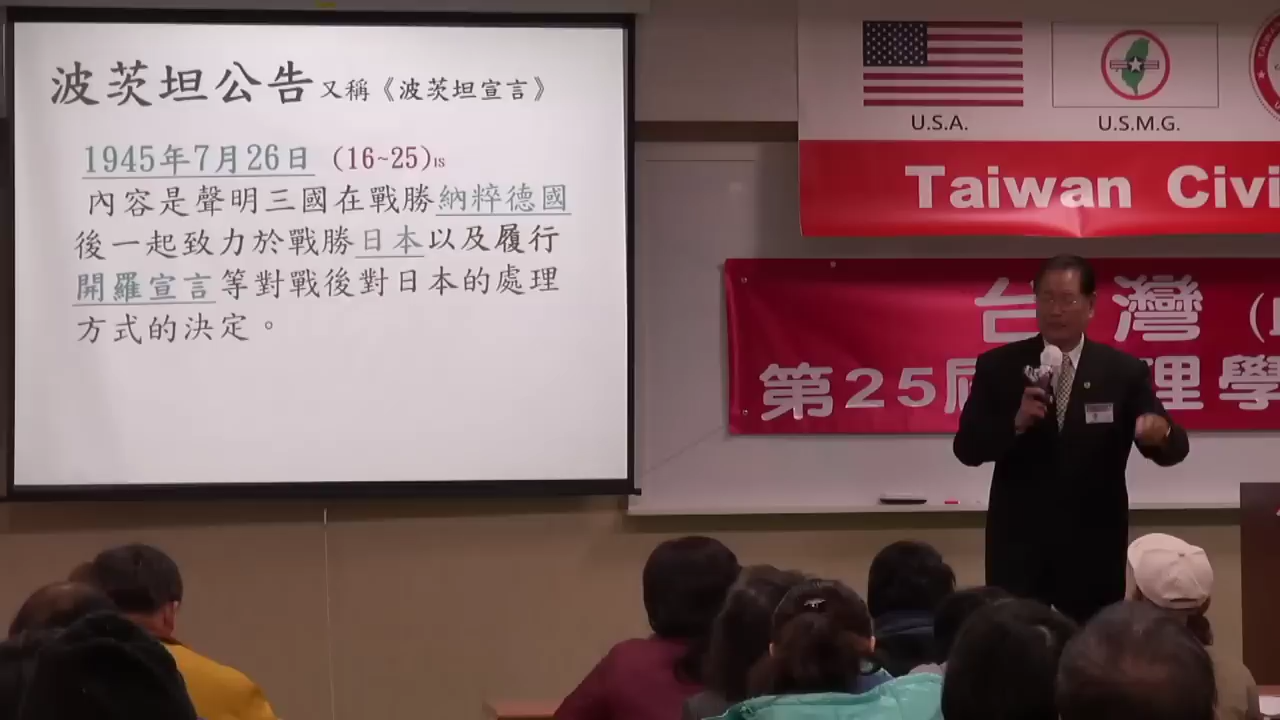 波茨坦公告又稱《波茨坦宣言》
1945年7月26日 (16~25)IS
內容是聲明三國在戰勝納粹德國
後一起致力於戰勝日本以及履行
開羅宣言等對戰後對日本的處理
方式的決定。
U.S.A.
U.S.M.G.
Taiwan Civi
台灣(
第25屆 理學